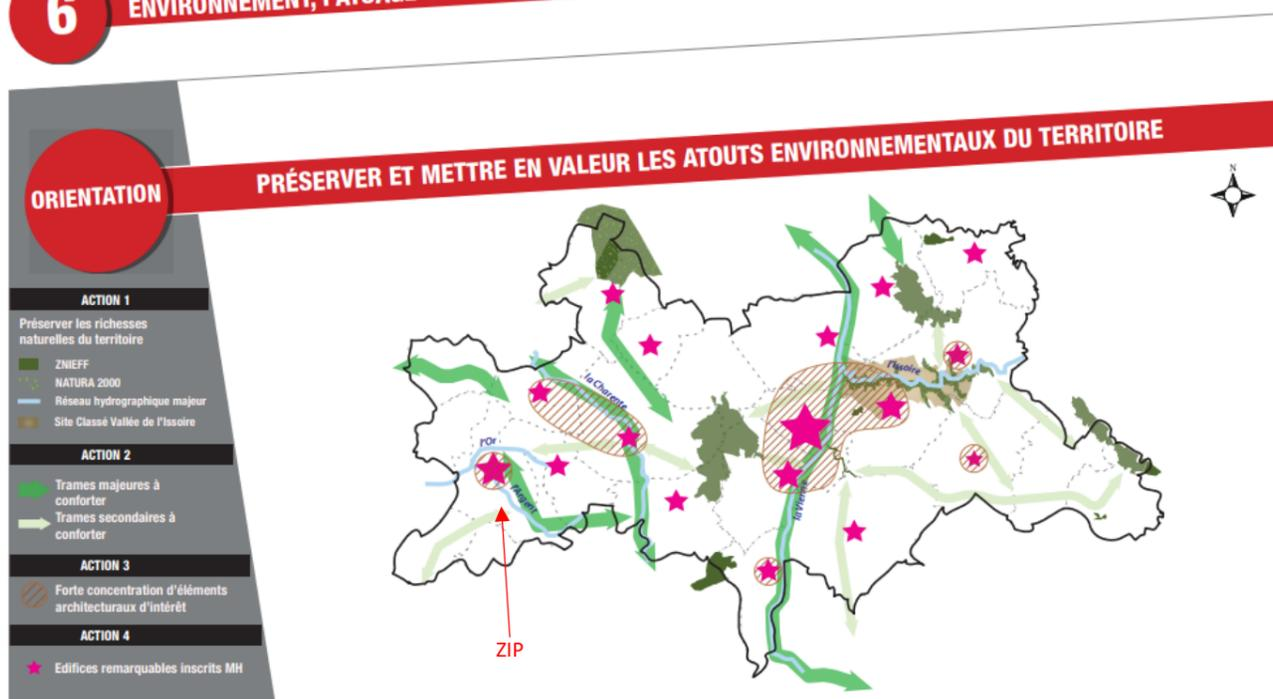 6
ENVIRONNEMENT,
ORIENTATION
PRÉSERVER ET METTRE EN VALEUR LES ATOUTS ENVIRONNEMENTAUX DU TERRITOIRE
N
ACTION 1
Préserver les richesses
naturelles du territoire
ZNIEFF
NATURA 2000
Réseau hydrographique majeur
Site Classé Vallée de l'Issoire
ACTION 2
Trames majeures à
conforter
Trames secondaires à
conforter
ACTION 3
Forte concentration d'éléments
architecturaux d'intérêt
ACTION 4
Edifices remarquables inscrits MH
l'Issoire
la Charente
l'Or
l'Argent
la Vienne
ZIP